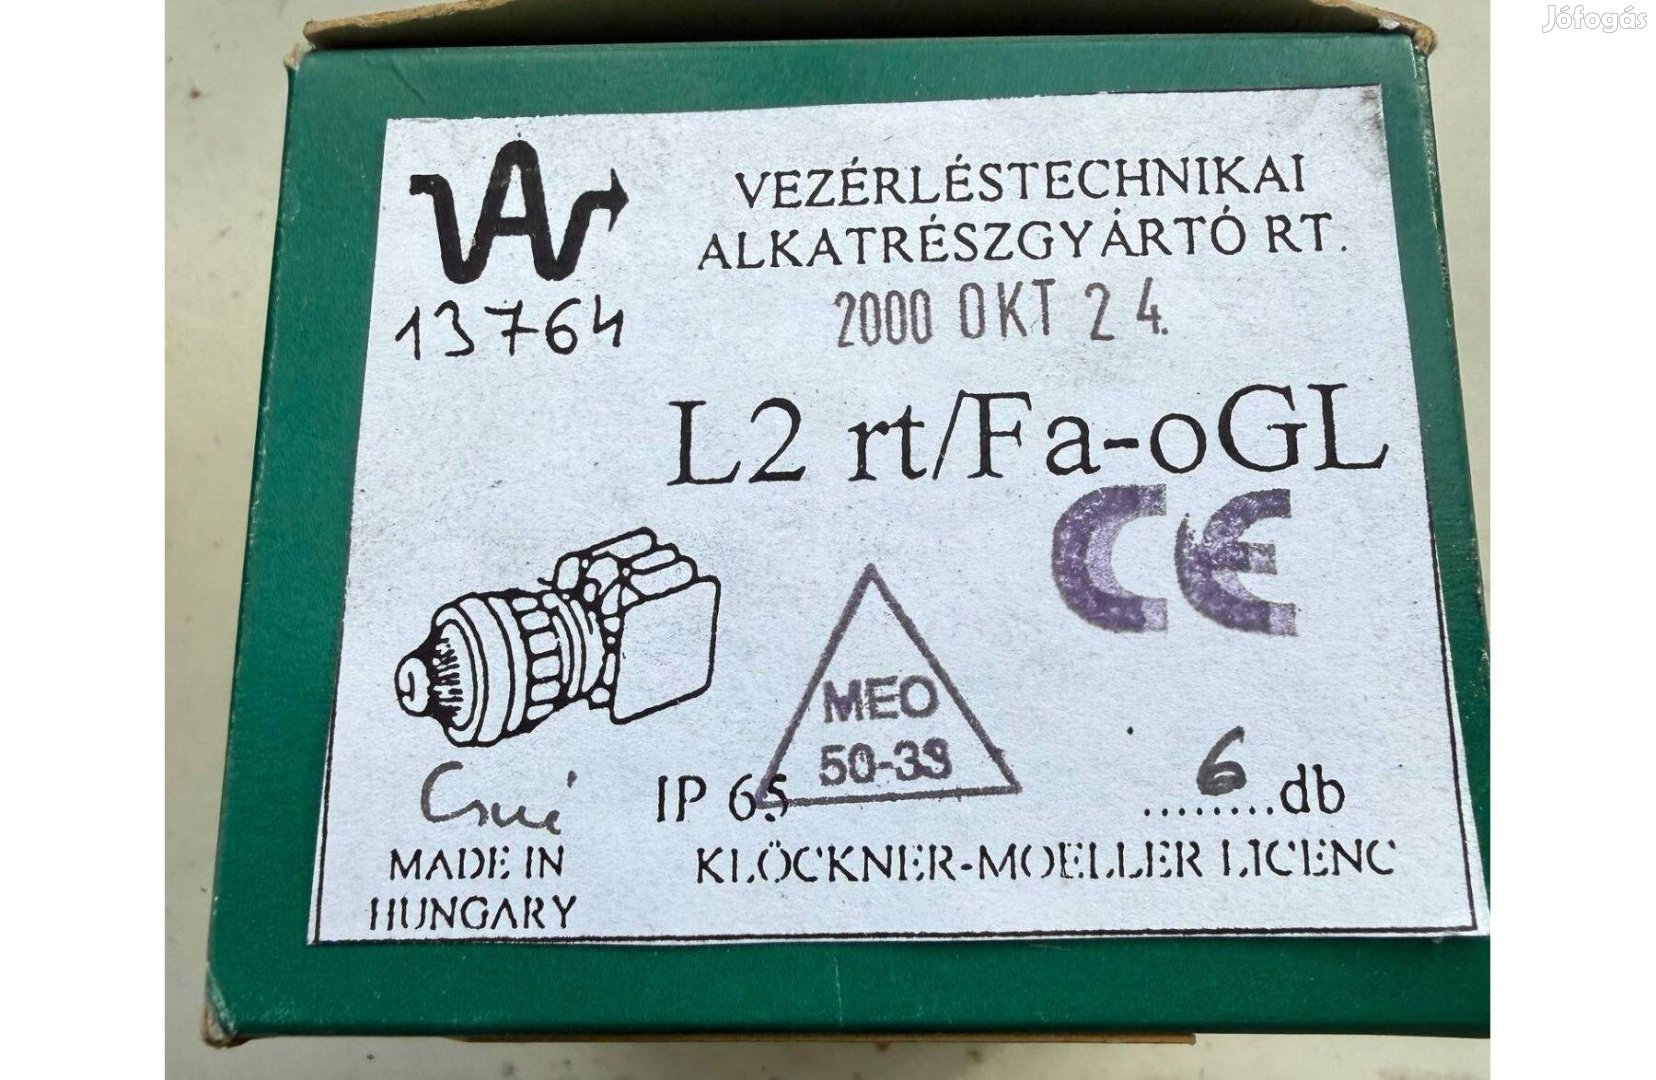 Jófogás
VEZÉRLÉSTECHNIKAI
ALKATRÉSZGYÁRTÓ RT.
13764
2000 OKT 24.
L2 rt/Fa-oGL
CE
MEO
50-39
IP 65
6 db
MADE IN
HUNGARY
KLÖCKNER-MOELLER LICENC